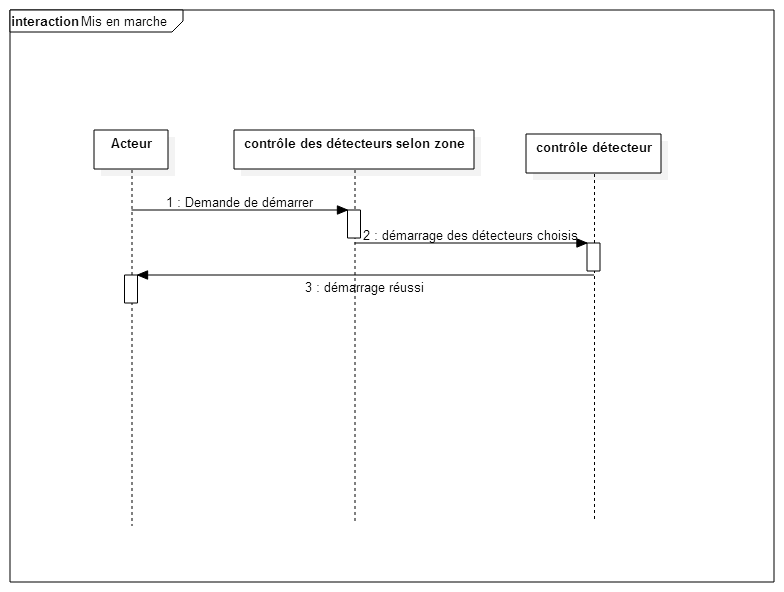 interaction Mis en marche
Acteur
contrôle des détecteurs selon zone
contrôle détecteur
1 : Demande de démarrer
2 : démarrage des détecteurs choisis
3 : démarrage réussi